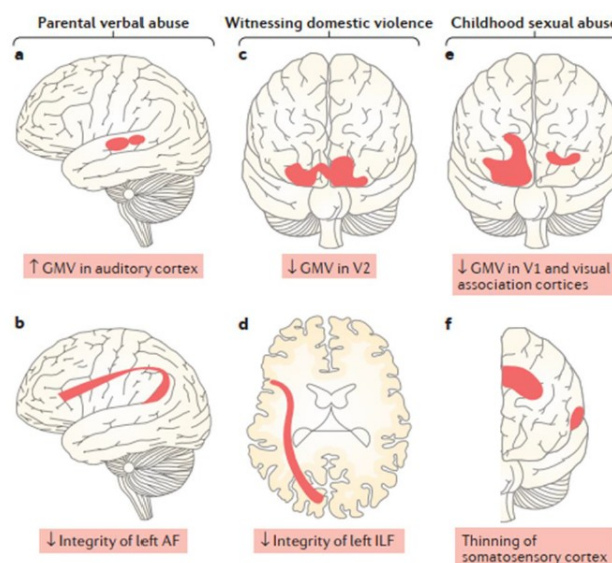 Parental verbal abuse
Witnessing domestic violence
Childhood sexual abuse
a
c
e
↑ GMV in auditory cortex
↓ GMV in V2
↓ GMV in V1 and visual
association cortices
b
d
f
↓ Integrity of left AF
↓ Integrity of left ILF
Thinning of
somatosensory cortex